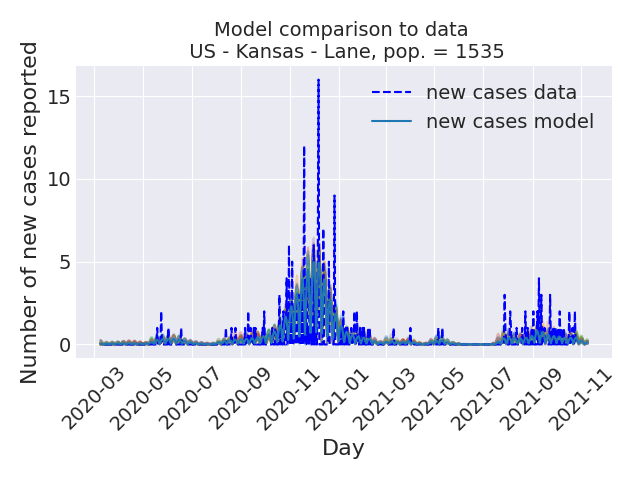 Model comparison to data
US - Kansas - Lane, pop. = 1535
Number of new cases reported
15
10
5
0
new cases data
new cases model
2020-03
2020-05
2020-07
2020-09
2020-11
2021-01
2021-03
2021-05
2021-07
2021-09
2021-11
Day